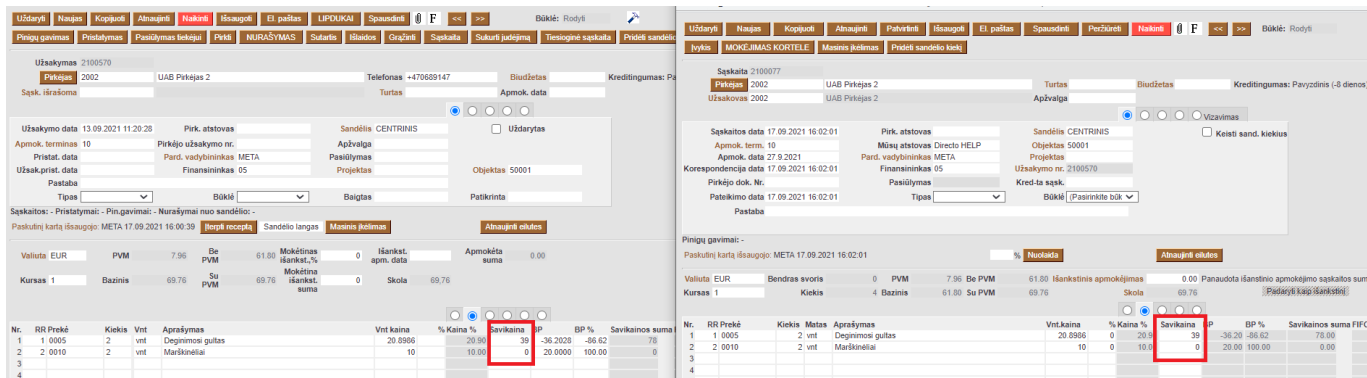 Uždaryti Naujas Kopijuoti Atnaujinti Naikinti Išsaugoti El. paštas LIPDUKAI Spausdinti F << >> Būklė: Rodyti
Pinigų gavimas Pristatymas Pasiūlymas tiekėjui Pirkti NURAŠYMAS Sutartis Išlaidos Grąžinti Sąskaita Sukurti judėjimą Tiesioginė sąskaita Pridėti sandėlio
Užsakymas 2100570
Pirkėjas 2002 UAB Pirkėjas 2 Telefonas +470689147 Biudžetas Kreditingumas: Pa
Sąsk. išrašoma Turtas Apmok. data
Užsakymo data 13.09.2021 11:20:28 Pirk. atstovas Sandėlis CENTRINIS Uždarytas
Apmok. terminas 10 Pirkėjo užsakymo nr. Apžvalga
Pristat. data Pard. vadybininkas META Pasiūlymas
Užsak.prist. data Finansininkas 05 Projektas Objektas 50001
Pastaba
Tipas Būklė Baigtas Patikrinta
Sąskaitos: - Pristatymai: - Pin.gavimai: - Nurašymai nuo sandėlio: -
Paskutinį kartą išsaugojo: META 17.09.2021 16:00:39 Įterpti receptą Sandėlio langas Masinis įkėlimas Atnaujinti eilutes
Valiuta EUR PVM 7.96 Be PVM 61.80 Mokėtinas išankst.,% 0 Išankst. apm. data Apmokėta suma 0.00
Kursas 1 Bazinis 69.76 Su PVM 69.76 Mokėtina išankst. suma 0 Skola 69.76
Nr. RR Prekė Kiekis Vnt Aprašymas Vnt kaina % Kaina % Savikaina BP BP % Savikainos suma
1 1 0005 2 vnt Deginimosi gultas 20.8986 20.90 39 -36.2028 -86.62 78
2 2 0010 2 vnt Marškinėliai 10 10.00 0 20.0000 100.00 0
3
4
Uždaryti Naujas Kopijuoti Atnaujinti Patvirtinti Išsaugoti El. paštas Spausdinti Peržiūrėti Naikinti F << >> Būklė: Rodyti
Įvykis MOKĖJIMAS KORTELE Masinis įkėlimas Pridėti sandėlio kiekį
Sąskaita 2100077
Pirkėjas 2002 UAB Pirkėjas 2 Turtas Biudžetas Kreditingumas: Pavyzdinis (-8 dienos)
Užsakovas 2002 UAB Pirkėjas 2 Apžvalga
Vizavimas
Sąskaitos data 17.09.2021 16:02:01 Pirk. atstovas Sandėlis CENTRINIS Keisti sand. kiekius
Apmok. term. 10 Mūsų atstovas Directo HELP Objektas 50001
Apmok. data 27.9.2021 Pard. vadybininkas META Projektas
Korespondencija data 17.09.2021 16:02:01 Finansininkas 05 Užsakymo nr. 2100570
Pirkėjo dok. Nr. Pasiūlymas Kred-ta sąsk.
Pateikimo data 17.09.2021 16:02:01 Tipas Būklė (Pasirinkite būk
Pastaba
Pinigų gavimai: -
Paskutinį kartą išsaugojo: META 17.09.2021 16:02:01 % Nuolaida Atnaujinti eilutes
Valiuta EUR Bendras svoris 0 PVM 7.96 Be PVM 61.80 Išankstinis apmokėjimas 0.00 Panaudota išanstinio apmokėjimo sąskaitos sum
Kursas 1 Kiekis 4 Bazinis 61.80 Su PVM 69.76 Skola 69.76 Padaryti kaip išankstinį
Nr. RR Prekė Kiekis Matas Aprašymas Vnt.kaina % Kaina % Savikaina BP BP % Savikainos suma FIFO
1 1 0005 2 vnt Deginimosi gultas 20.8986 0 20.9 39 -36.20 -86.62 78.00
2 2 0010 2 vnt Marškinėliai 10 0 10.0 0 20.00 100.00 0.00
3
4